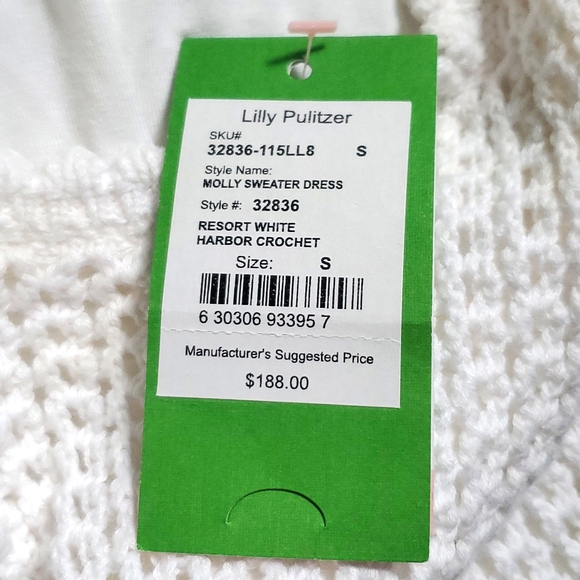 Lilly Pulitzer
SKU#
32836-115LL8 S
Style Name:
MOLLY SWEATER DRESS
Style #: 32836
RESORT WHITE
HARBOR CROCHET
Size: S
6 30306 93395 7
Manufacturer's Suggested Price
$188.00